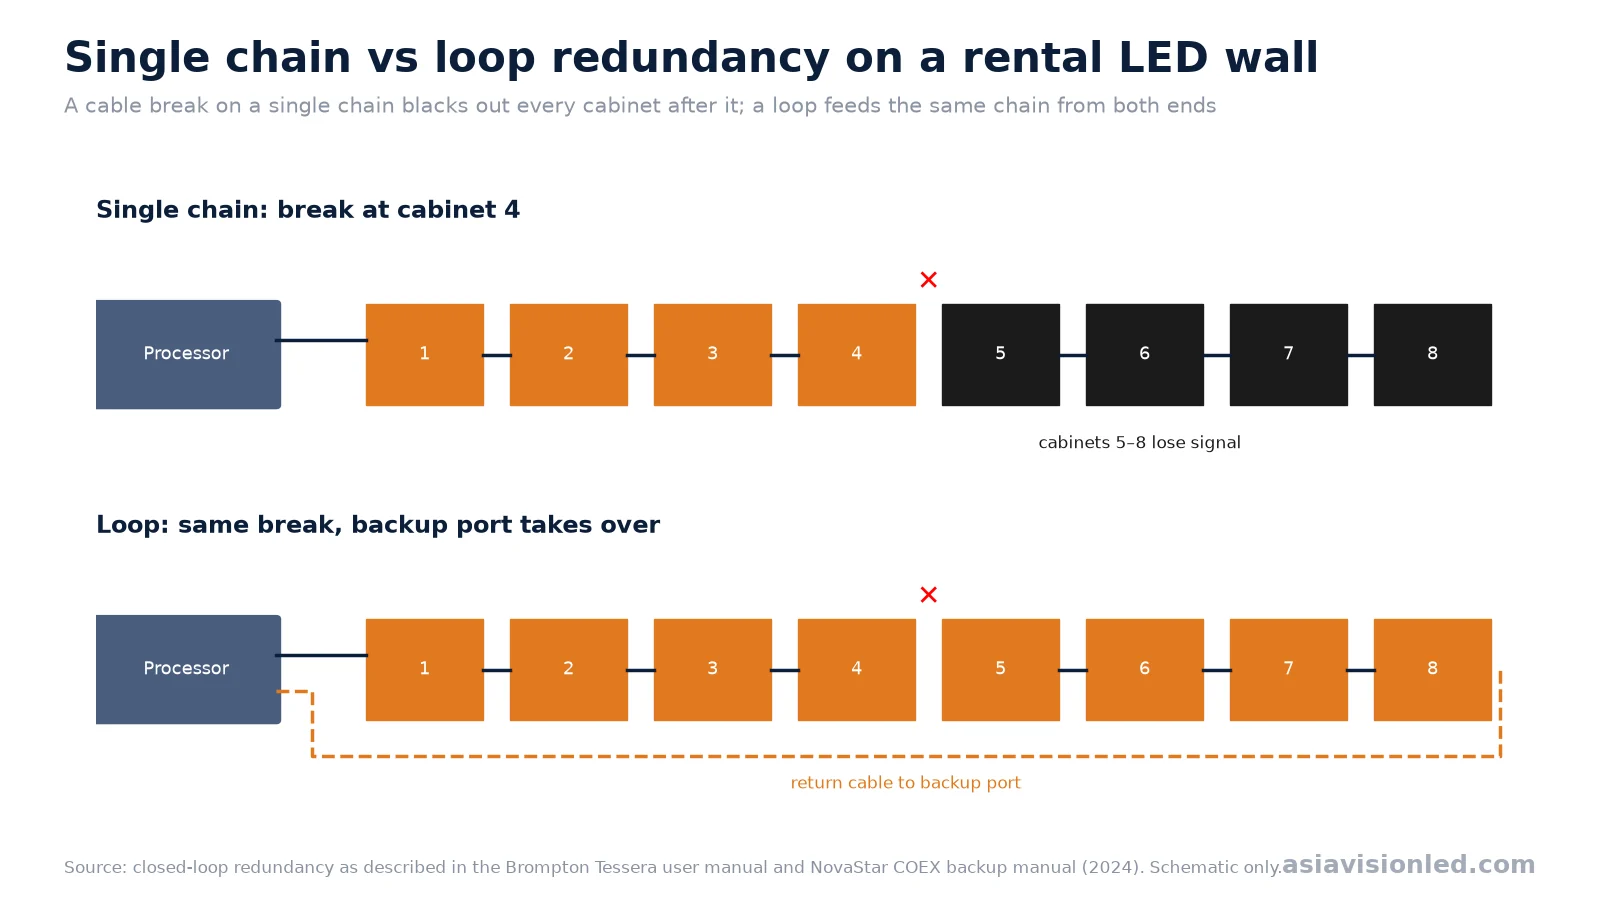 Single chain vs loop redundancy on a rental LED wall
A cable break on a single chain blacks out every cabinet after it; a loop feeds the same chain from both ends
Single chain: break at cabinet 4
Processor
1
2
3
4
5
6
7
8
cabinets 5–8 lose signal
Loop: same break, backup port takes over
Processor
1
2
3
4
5
6
7
8
return cable to backup port
Source: closed-loop redundancy as described in the Brompton Tessera user manual and NovaStar COEX backup manual (2024). Schematic only.
asiavisionled.com